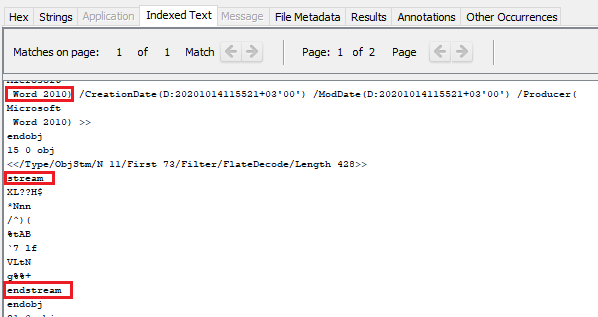 Hex Strings Application Indexed Text Message File Metadata Results Annotations Other Occurrences
Matches on page: 1 of 1 Match Page: 1 of 2 Page
Microsoft
Word 2010) /CreationDate(D:20201014115521+03'00') /ModDate(D:20201014115521+03'00') /Producer(
Microsoft
Word 2010) >>
endobj
15 0 obj
<</Type/ObjStm/N 11/First 73/Filter/FlateDecode/Length 428>>
stream
XL??H$
*Nnn
/^)(
%tAB
`7 lf
VLtN
g%%+
endstream
endobj